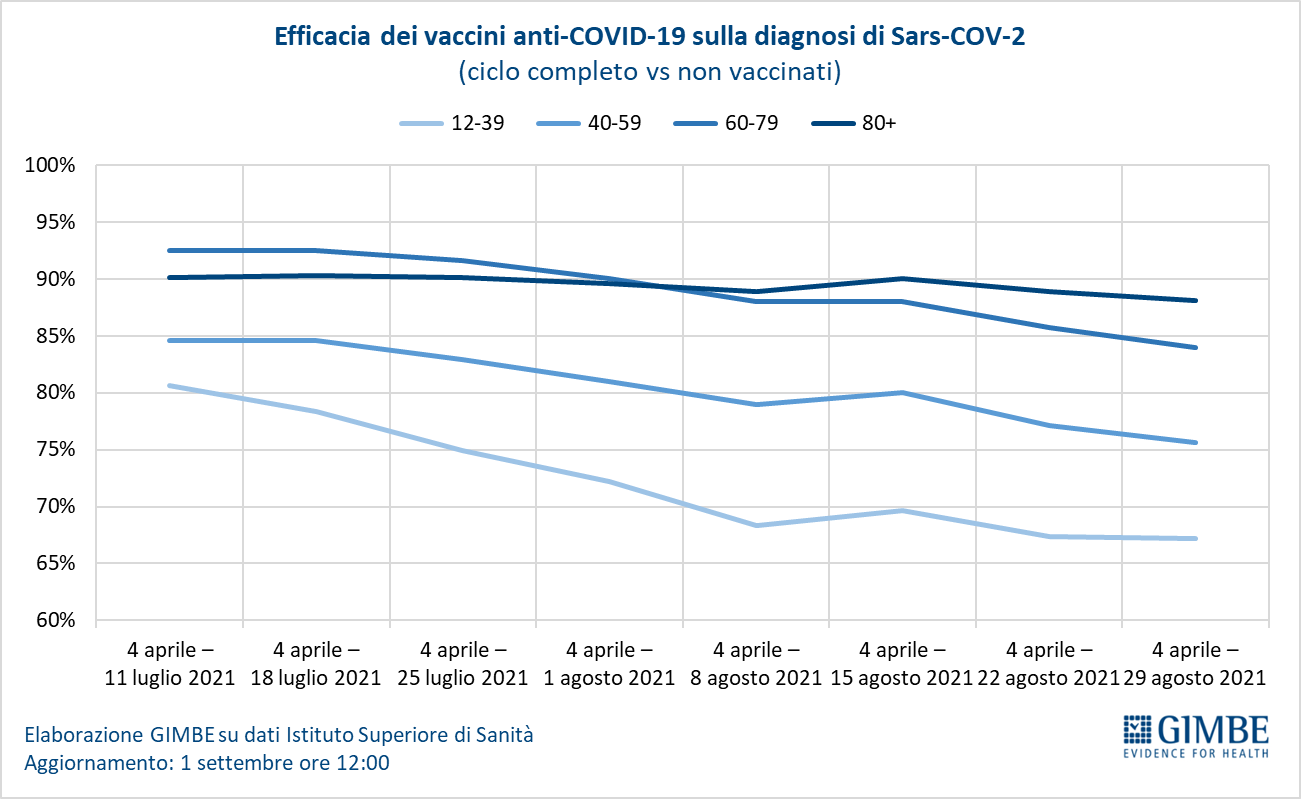 Efficacia dei vaccini anti-COVID-19 sulla diagnosi di Sars-COV-2
(ciclo completo vs non vaccinati)
12-39 40-59 60-79 80+
100%
95%
90%
85%
80%
75%
70%
65%
60%
4 aprile – 4 aprile – 4 aprile – 4 aprile – 4 aprile – 4 aprile – 4 aprile – 4 aprile –
11 luglio 2021 18 luglio 2021 25 luglio 2021 1 agosto 2021 8 agosto 2021 15 agosto 2021 22 agosto 2021 29 agosto 2021
Elaborazione GIMBE su dati Istituto Superiore di Sanità
Aggiornamento: 1 settembre ore 12:00
GIMBE
EVIDENCE FOR HEALTH